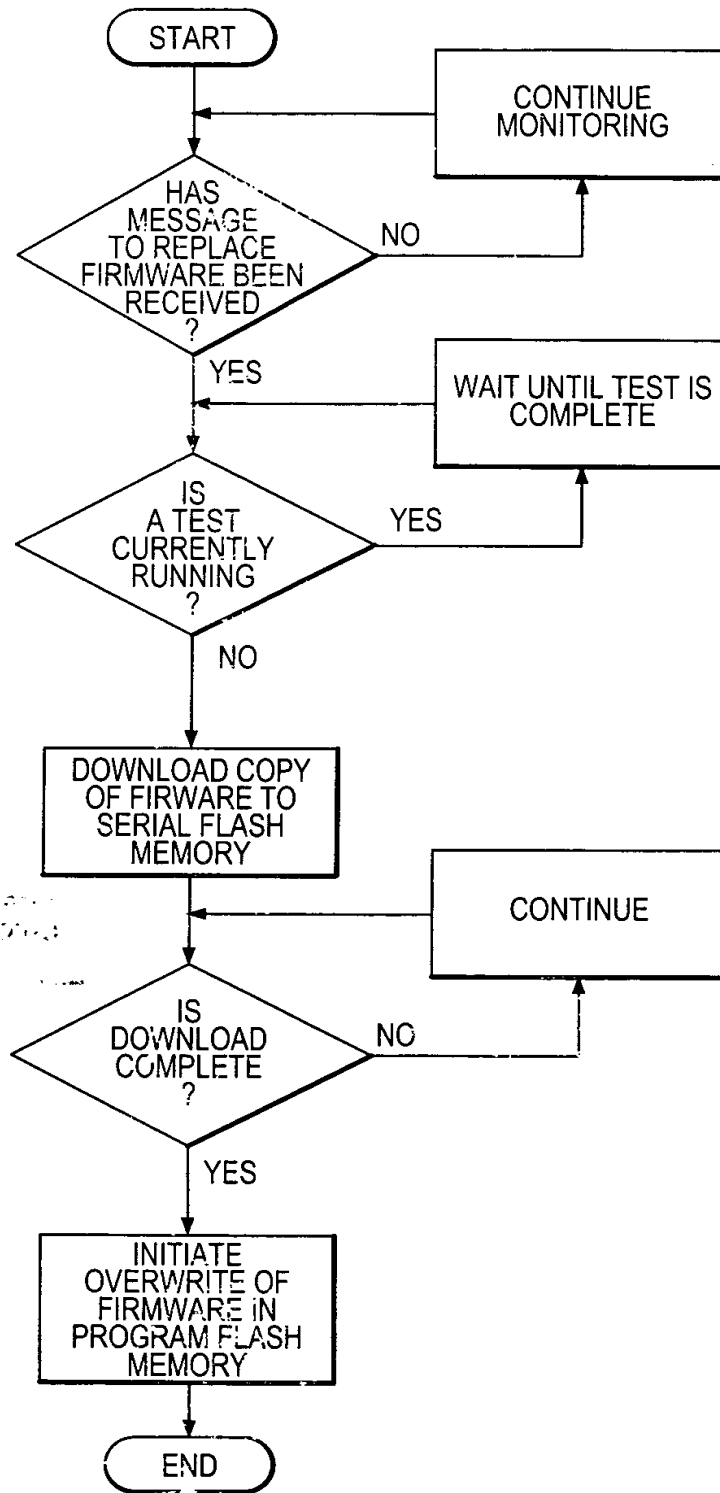 START
CONTINUE
MONITORING
HAS
MESSAGE
TO REPLACE
FIRMWARE BEEN
RECEIVED
?
NO
YES
WAIT UNTIL TEST IS
COMPLETE
IS
A TEST
CURRENTLY
RUNNING
?
YES
NO
DOWNLOAD COPY
OF FIRWARE TO
SERIAL FLASH
MEMORY
CONTINUE
IS
DOWNLOAD
COMPLETE
?
NO
YES
INITIATE
OVERWRITE OF
FIRMWARE IN
PROGRAM FLASH
MEMORY
END